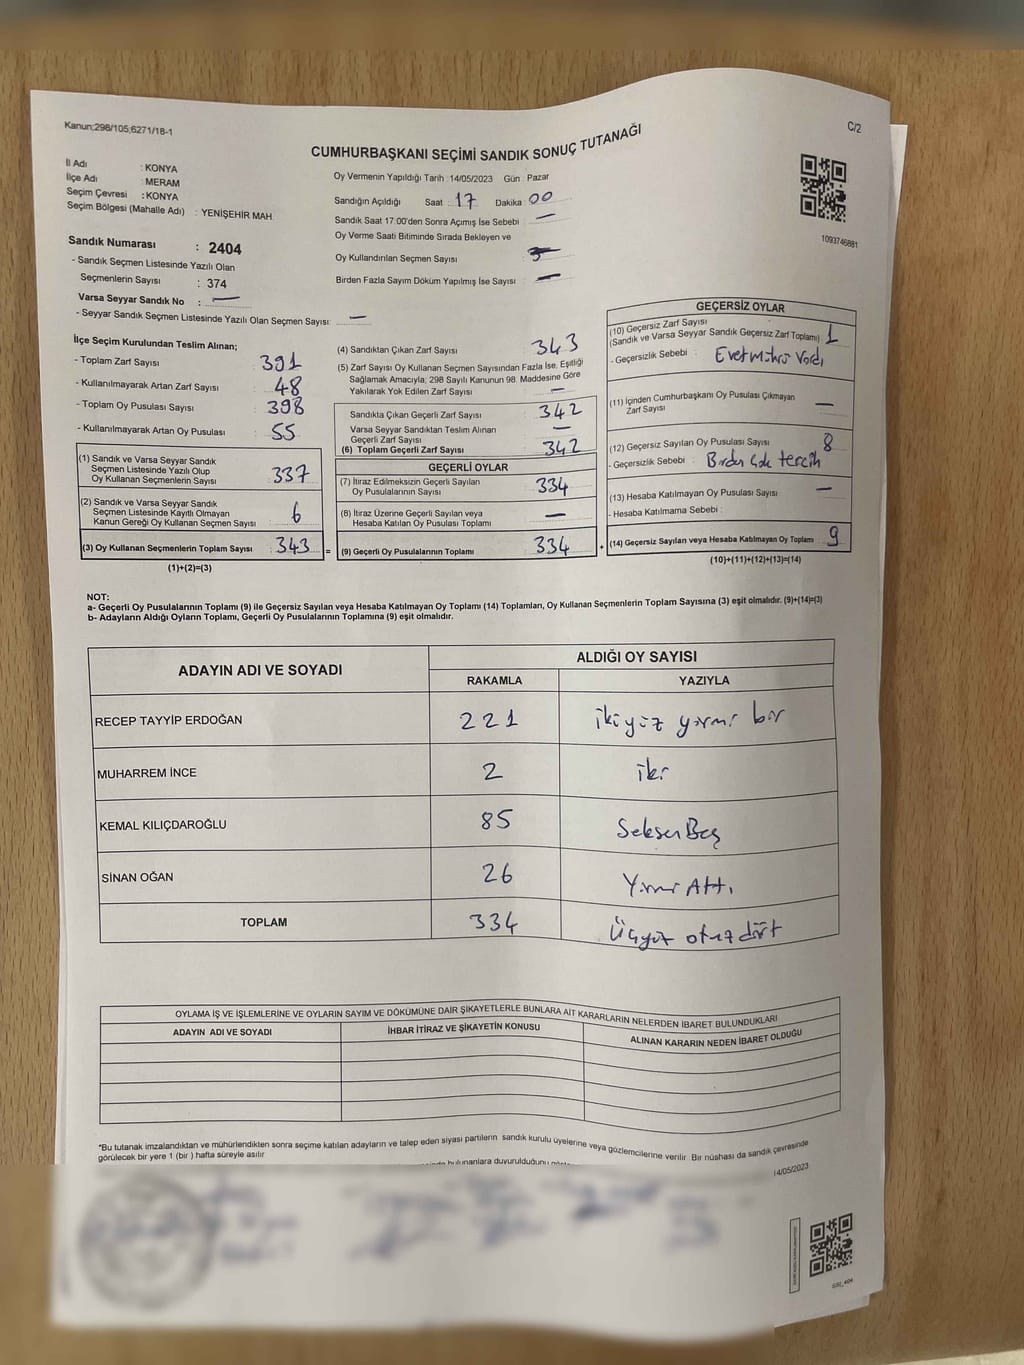 Kanun;298/105;6271/18-1
C/2
CUMHURBAŞKANI SEÇİMİ SANDIK SONUÇ TUTANAĞI
İl Adı : KONYA
İlçe Adı : MERAM
Seçim Çevresi : KONYA
Seçim Bölgesi (Mahalle Adı) : YENİŞEHİR MAH
Sandık Numarası : 2404
- Sandık Seçmen Listesinde Yazılı Olan
Seçmenlerin Sayısı : 374
Varsa Seyyar Sandık No : —
- Seyyar Sandık Seçmen Listesinde Yazılı Olan Seçmen Sayısı: —
Oy Vermenin Yapıldığı Tarih :14/05/2023 Gün : Pazar
Sandığın Açıldığı Saat : 17 Dakika : 00
Sandık Saat 17:00'den Sonra Açımış İse Sebebi : —
Oy Verme Saati Bitiminde Sırada Bekleyen ve
Oy Kullandırılan Seçmen Sayısı :
Birden Fazla Sayım Döküm Yapılmış İse Sayısı : —
1093746881
İlçe Seçim Kurulundan Teslim Alınan;
- Toplam Zarf Sayısı : 391
- Kullanılmayarak Artan Zarf Sayısı : 48
- Toplam Oy Pusulası Sayısı : 398
- Kullanılmayarak Artan Oy Pusulası : 55
(1) Sandık ve Varsa Seyyar Sandık
Seçmen Listesinde Yazılı Olup
Oy Kullanan Seçmenlerin Sayısı : 337
(2) Sandık ve Varsa Seyyar Sandık
Seçmen Listesinde Kayıtlı Olmayan
Kanun Gereği Oy Kullanan Seçmen Sayısı : 6
(3) Oy Kullanan Seçmenlerin Toplam Sayısı : 343
(1)+(2)=(3)
=
(4) Sandıktan Çıkan Zarf Sayısı : 343
(5) Zarf Sayısı Oy Kullanan Seçmen Sayısından Fazla İse, Eşitliği
Sağlamak Amacıyla; 298 Sayılı Kanunun 98. Maddesine Göre
Yakılarak Yok Edilen Zarf Sayısı : —
Sandıkta Çıkan Geçerli Zarf Sayısı : 342
Varsa Seyyar Sandıktan Teslim Alınan
Geçerli Zarf Sayısı : —
(6) Toplam Geçerli Zarf Sayısı : 342
GEÇERLİ OYLAR
(7) İtiraz Edilmeksizin Geçerli Sayılan
Oy Pusulalarının Sayısı : 334
(8) İtiraz Üzerine Geçerli Sayılan veya
Hesaba Katılan Oy Pusulası Toplamı : —
(9) Geçerli Oy Pusulalarının Toplamı : 334
+
GEÇERSİZ OYLAR
(10) Geçersiz Zarf Sayısı
(Sandık ve Varsa Seyyar Sandık Geçersiz Zarf Toplamı) : 1
- Geçersizlik Sebebi : Evet Mührü Vardı
(11) İçinden Cumhurbaşkanı Oy Pusulası Çıkmayan
Zarf Sayısı : —
(12) Geçersiz Sayılan Oy Pusulası Sayısı : 8
- Geçersizlik Sebebi : Birden Çok tercih
(13) Hesaba Katılmayan Oy Pusulası Sayısı : —
- Hesaba Katılmama Sebebi :
(14) Geçersiz Sayılan veya Hesaba Katılmayan Oy Toplamı : 9
(10)+(11)+(12)+(13)=(14)
NOT:
a- Geçerli Oy Pusulalarının Toplamı (9) ile Geçersiz Sayılan veya Hesaba Katılmayan Oy Toplamı (14) Toplamları, Oy Kullanan Seçmenlerin Toplam Sayısına (3) eşit olmalıdır. (9)+(14)=(3)
b- Adayların Aldığı Oyların Toplamı, Geçerli Oy Pusulalarının Toplamına (9) eşit olmalıdır.
ADAYIN ADI VE SOYADI ALDIĞI OY SAYISI
RAKAMLA YAZIYLA
RECEP TAYYİP ERDOĞAN 221 ikiyüz yirmi bir
MUHARREM İNCE 2 iki
KEMAL KILIÇDAROĞLU 85 Seksen Beş
SİNAN OĞAN 26 Yirmi Altı
TOPLAM 334 Üçyüz otuz dört
OYLAMA İŞ VE İŞLEMLERİNE VE OYLARIN SAYIM VE DÖKÜMÜNE DAİR ŞİKAYETLERLE BUNLARA AİT KARARLARIN NELERDEN İBARET BULUNDUKLARI
ADAYIN ADI VE SOYADI İHBAR İTİRAZ VE ŞİKAYETİN KONUSU ALINAN KARARIN NEDEN İBARET OLDUĞU
*Bu tutanak imzalandıktan ve mühürlendikten sonra seçime katılan adayların ve talep eden siyasi partilerin sandık kurulu üyelerine veya gözlemcilerine verilir. Bir nüshası da sandık çevresinde
görülecek bir yere 1 (bir ) hafta süreyle asılır
bulunanlara duyurulduğunu
14/05/2023